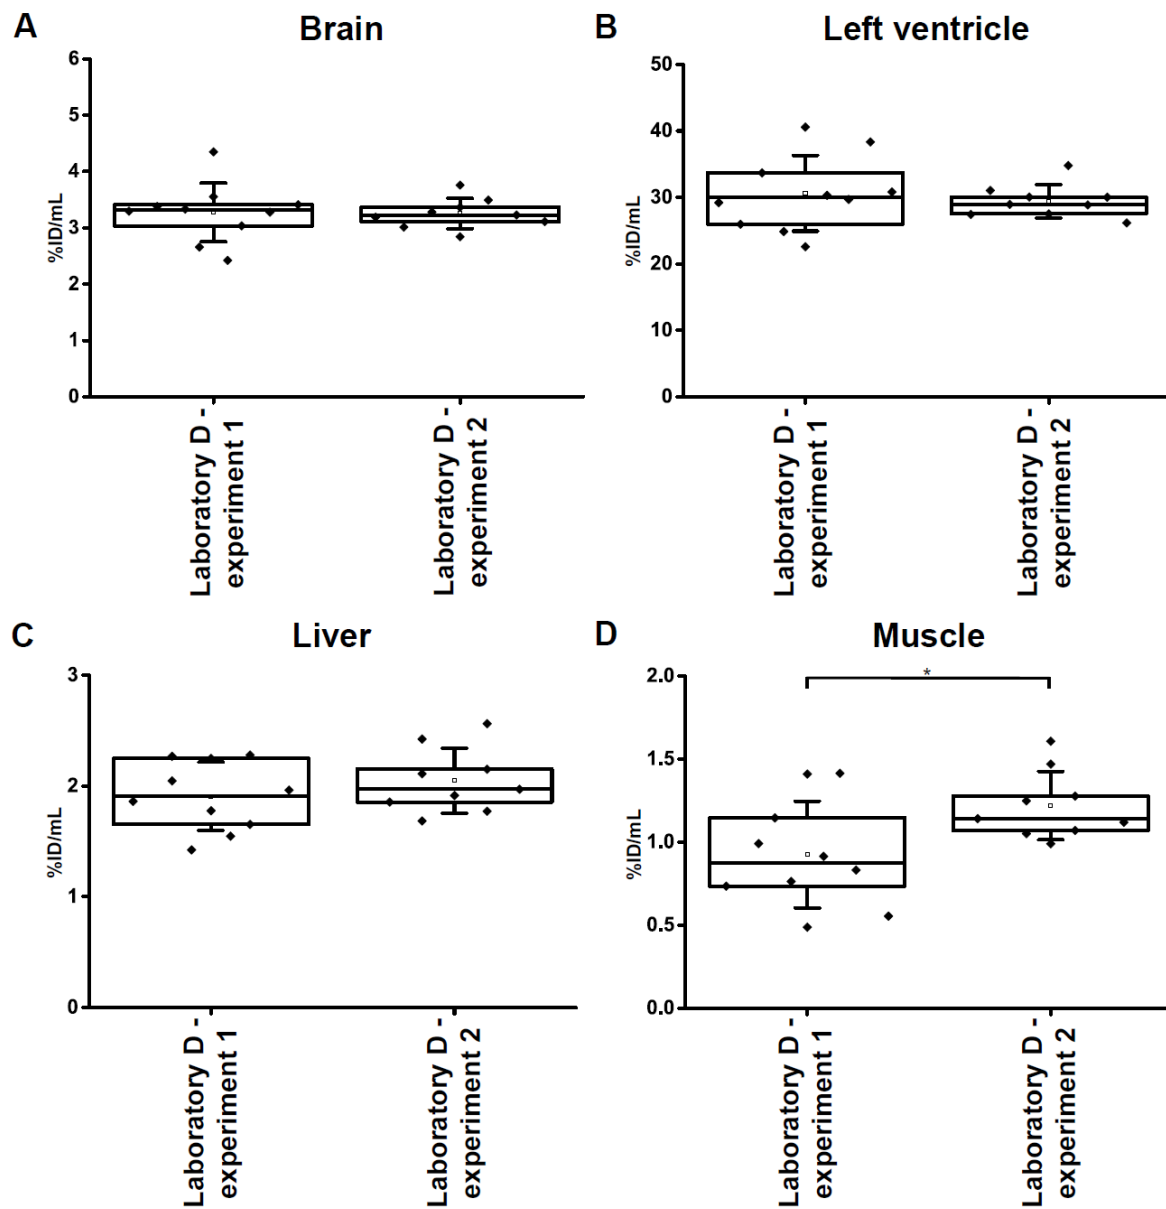 A
Brain
6
5
4
3
2
1
0
%ID/mL
Laboratory D -
experiment 1
Laboratory D -
experiment 2
B
Left ventricle
50
40
30
20
10
0
%ID/mL
Laboratory D -
experiment 1
Laboratory D -
experiment 2
C
Liver
3
2
1
0
%ID/mL
Laboratory D -
experiment 1
Laboratory D -
experiment 2
D
Muscle
*
2.0
1.5
1.0
0.5
0.0
%ID/mL
Laboratory D -
experiment 1
Laboratory D -
experiment 2